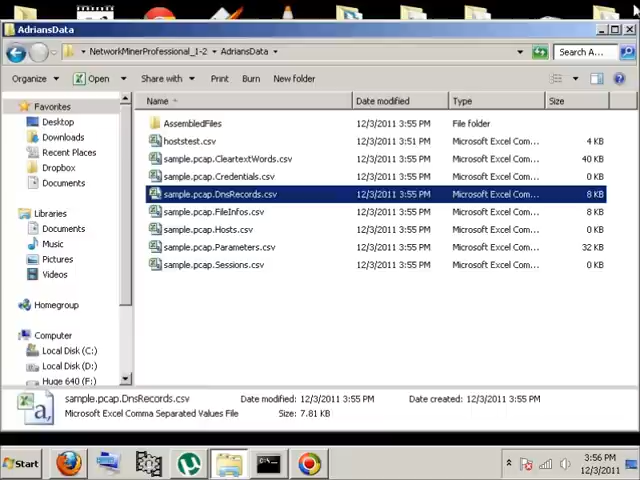 AdriansData
NetworkMinerProfessional_1-2 AdriansData Search A...
Organize Open Share with Print Burn New folder
Favorites
Desktop
Downloads
Recent Places
Dropbox
Documents
Libraries
Documents
Music
Pictures
Videos
Homegroup
Computer
Local Disk (C:)
Local Disk (D:)
Huge 640 (F:)
Name Date modified Type Size
AssembledFiles 12/3/2011 3:55 PM File folder
hoststest.csv 12/3/2011 3:51 PM Microsoft Excel Com... 4 KB
sample.pcap.CleartextWords.csv 12/3/2011 3:55 PM Microsoft Excel Com... 40 KB
sample.pcap.Credentials.csv 12/3/2011 3:55 PM Microsoft Excel Com... 0 KB
sample.pcap.DnsRecords.csv 12/3/2011 3:55 PM Microsoft Excel Com... 8 KB
sample.pcap.FileInfos.csv 12/3/2011 3:55 PM Microsoft Excel Com... 8 KB
sample.pcap.Hosts.csv 12/3/2011 3:55 PM Microsoft Excel Com... 0 KB
sample.pcap.Parameters.csv 12/3/2011 3:55 PM Microsoft Excel Com... 32 KB
sample.pcap.Sessions.csv 12/3/2011 3:55 PM Microsoft Excel Com... 0 KB
sample.pcap.DnsRecords.csv Date modified: 12/3/2011 3:55 PM Date created: 12/3/2011 3:55 PM
Microsoft Excel Comma Separated Values File Size: 7.81 KB
Start 3:56 PM
12/3/2011